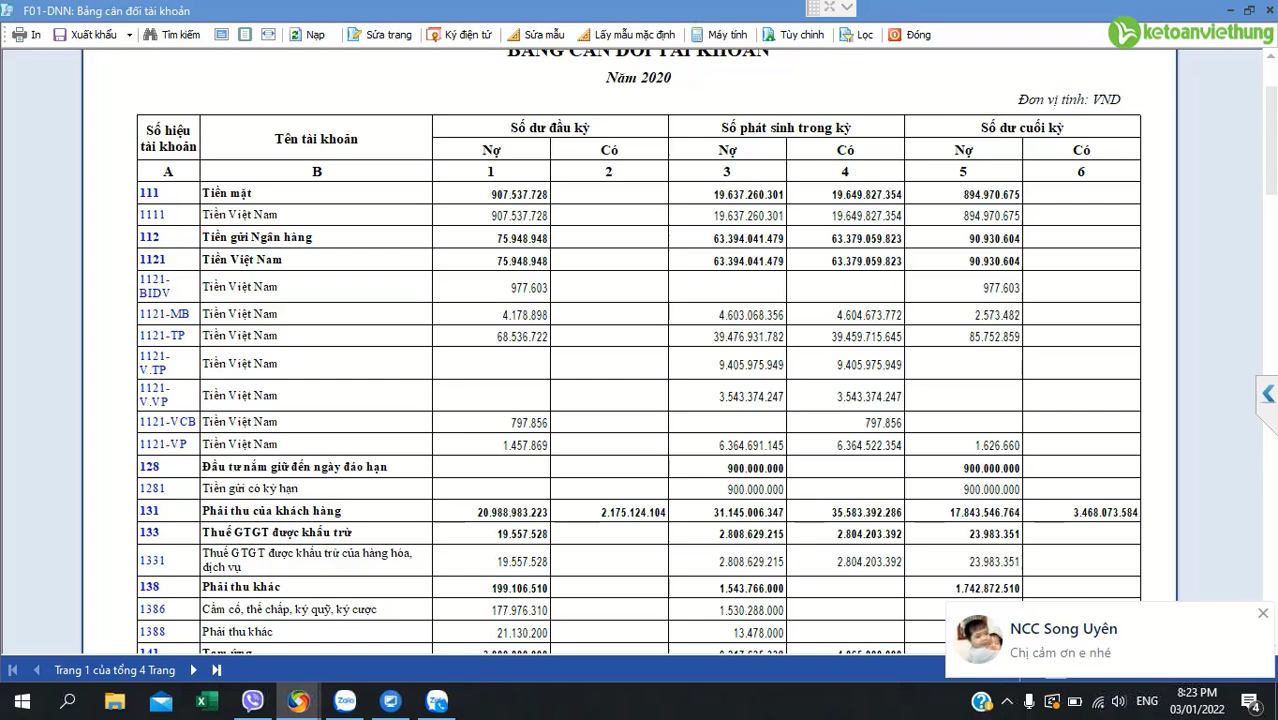 F01-DNN: Bảng cân đối tài khoản
In Xuất khẩu Tìm kiếm Nạp Sửa trang Ký điện tử Sửa mẫu Lấy mẫu mặc định Máy tính Tùy chỉnh Lọc Đóng
ketoanviethung
BẢNG CÂN ĐỐI TÀI KHOẢN
Năm 2020
Đơn vị tính: VND
Số hiệu tài khoản Tên tài khoản Số dư đầu kỳ Số phát sinh trong kỳ Số dư cuối kỳ
Nợ Có Nợ Có Nợ Có
A B 1 2 3 4 5 6
111 Tiền mặt 907.537.728 19.637.260.301 19.649.827.354 894.970.675
1111 Tiền Việt Nam 907.537.728 19.637.260.301 19.649.827.354 894.970.675
112 Tiền gửi Ngân hàng 75.948.948 63.394.041.479 63.379.059.823 90.930.604
1121 Tiền Việt Nam 75.948.948 63.394.041.479 63.379.059.823 90.930.604
1121-BIDV Tiền Việt Nam 977.603 977.603
1121-MB Tiền Việt Nam 4.178.898 4.603.068.356 4.604.673.772 2.573.482
1121-TP Tiền Việt Nam 68.536.722 39.476.931.782 39.459.715.645 85.752.859
1121-V.TP Tiền Việt Nam 9.405.975.949 9.405.975.949
1121-V.VP Tiền Việt Nam 3.543.374.247 3.543.374.247
1121-VCB Tiền Việt Nam 797.856 797.856
1121-VP Tiền Việt Nam 1.457.869 6.364.691.145 6.364.522.354 1.626.660
128 Đầu tư nắm giữ đến ngày đáo hạn 900.000.000 900.000.000
1281 Tiền gửi có kỳ hạn 900.000.000 900.000.000
131 Phải thu của khách hàng 20.988.983.223 2.175.124.104 31.145.006.347 35.583.392.286 17.843.546.764 3.468.073.584
133 Thuế GTGT được khấu trừ 19.557.528 2.808.629.215 2.804.203.392 23.983.351
1331 Thuế GTGT được khấu trừ của hàng hóa, dịch vụ 19.557.528 2.808.629.215 2.804.203.392 23.983.351
138 Phải thu khác 199.106.510 1.543.766.000 1.742.872.510
1386 Cầm cố, thế chấp, ký quỹ, ký cược 177.976.310 1.530.288.000
1388 Phải thu khác 21.130.200 13.478.000
141 Tạm ứng
NCC Song Uyên
Chị cảm ơn e nhé
Trang 1 của tổng 4 Trang
ENG
8:23 PM
03/01/2022
4